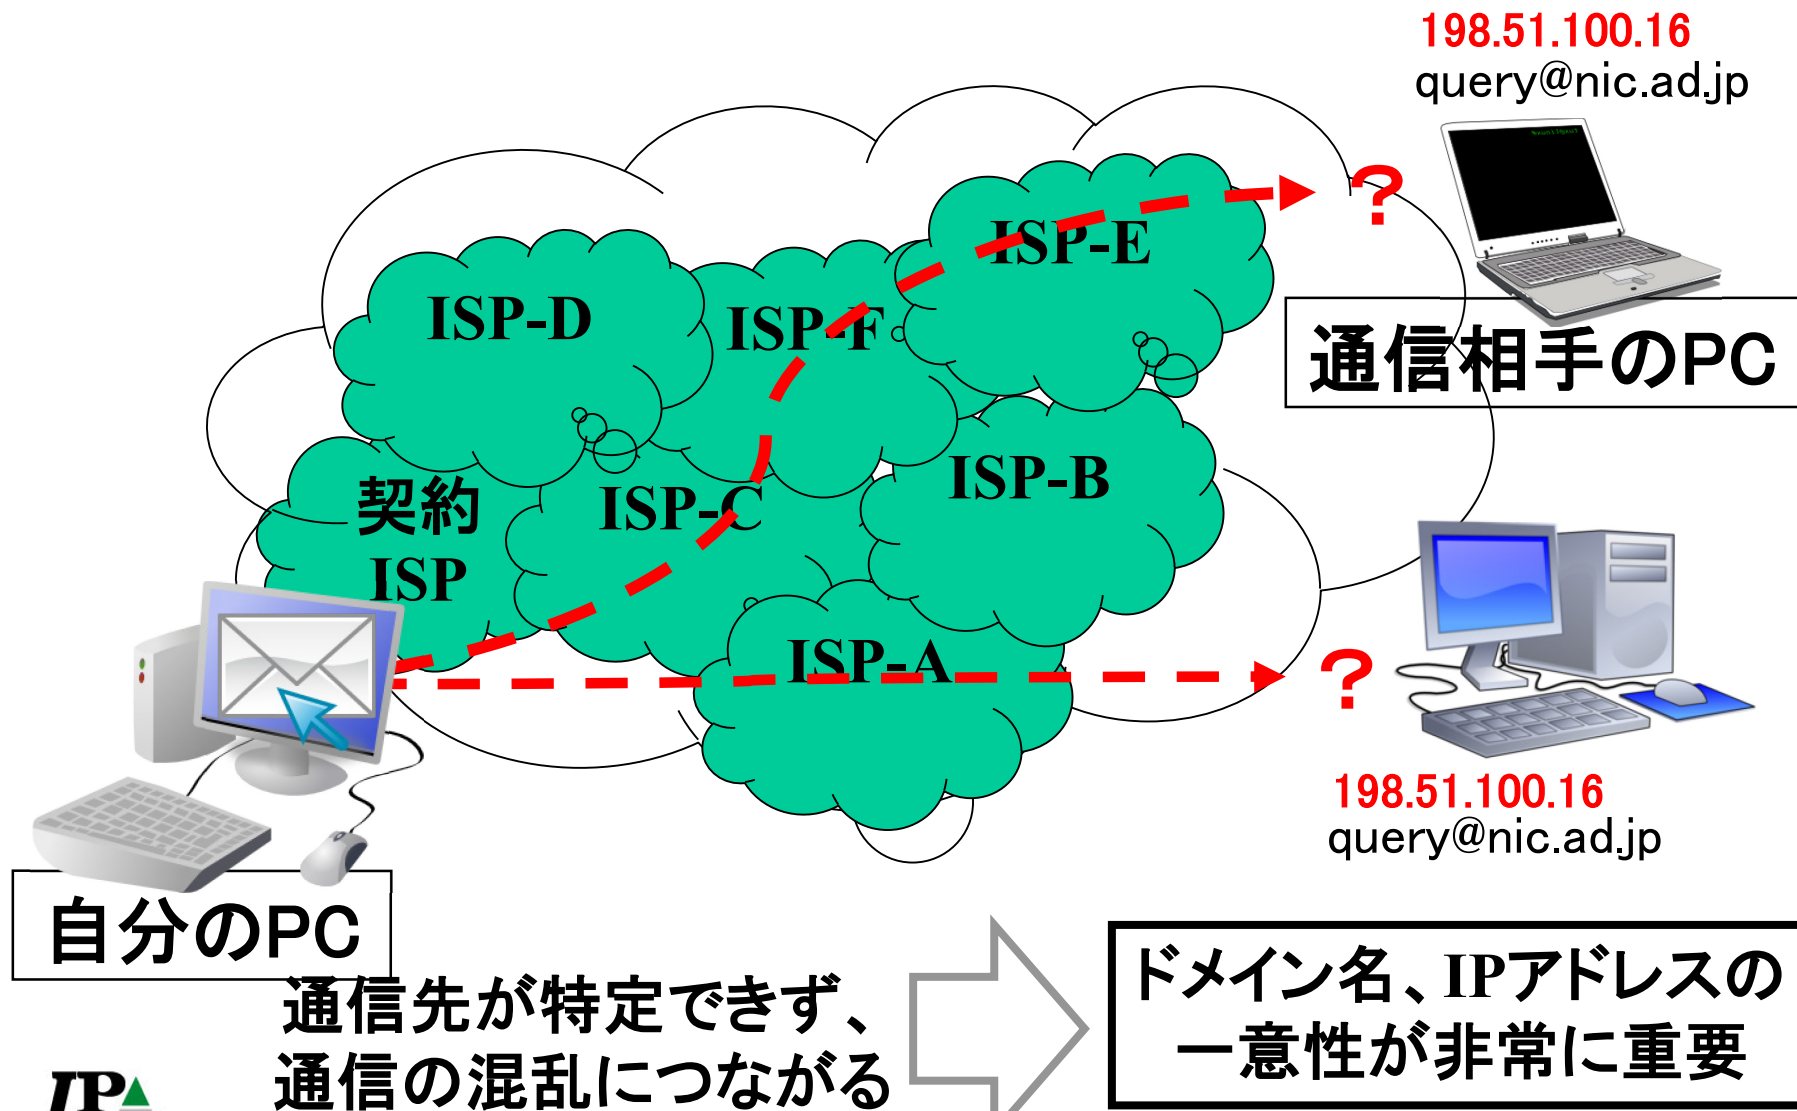 198.51.100.16
query@nic.ad.jp
?
ISP-E
ISP-D
ISP-F
通信相手のPC
ISP-B
契約
ISP
ISP-C
ISP-A
?
198.51.100.16
query@nic.ad.jp
自分のPC
通信先が特定できず、
通信の混乱につながる
ドメイン名、IPアドレスの
一意性が非常に重要
IPA